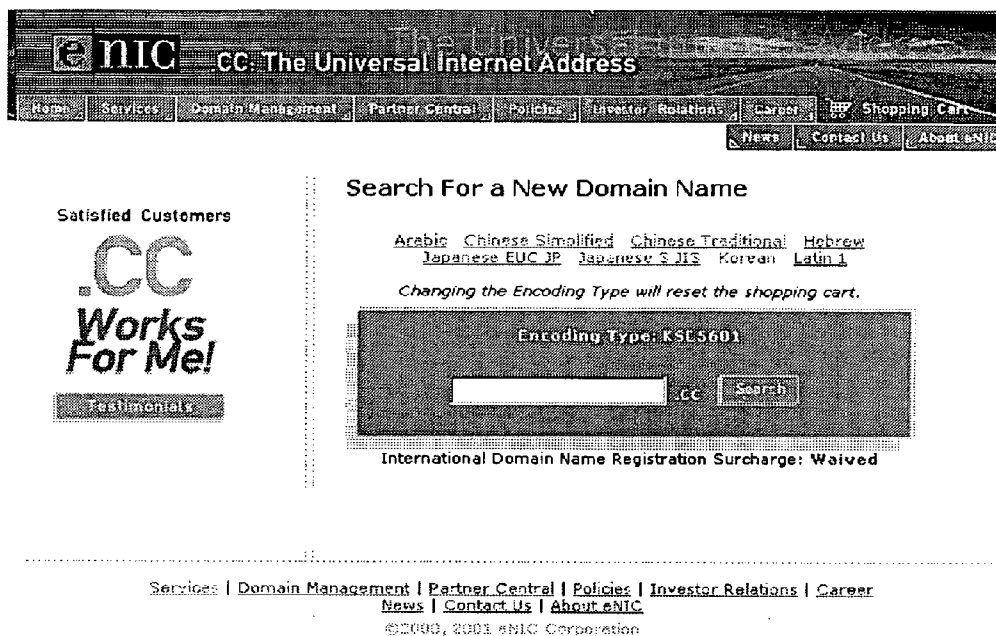 eNIC
.CC: The Universal Internet Address
Home Services Domain Management Partner Central Policies Investor Relations Career Shopping Cart
News Contact Us About eNIC
Satisfied Customers
.CC
Works
For Me!
Testimonials
Search For a New Domain Name
Arabic Chinese Simplified Chinese Traditional Hebrew
Japanese EUC JP Japanese S JIS Korean Latin 1
Changing the Encoding Type will reset the shopping cart.
Encoding Type: KSC5601
.cc Search
International Domain Name Registration Surcharge: Waived
Services | Domain Management | Partner Central | Policies | Investor Relations | Career
News | Contact Us | About eNIC
©2000, 2001 eNIC Corporation